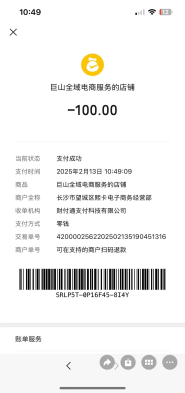 10:49
巨山全域电商服务的店铺
-100.00
当前状态 支付成功
支付时间 2025年2月13日 10:49:09
商品 巨山全域电商服务的店铺
商户全称 长沙市望城区熊卡电子商务经营部
收单机构 财付通支付科技有限公司
支付方式 零钱
交易单号 4200002562202502135190451316
商户单号 可在支持的商户扫码退款
SRLP5T-0P16F45-8I4Y
账单服务